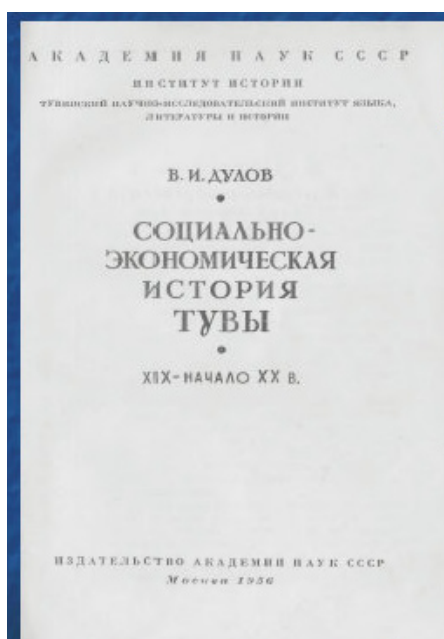 АКАДЕМИЯ НАУК СССР
ИНСТИТУТ ИСТОРИИ
ТУВИНСКИЙ НАУЧНО-ИССЛЕДОВАТЕЛЬСКИЙ ИНСТИТУТ ЯЗЫКА,
ЛИТЕРАТУРЫ И ИСТОРИИ
В. И. ДУЛОВ
СОЦИАЛЬНО-
ЭКОНОМИЧЕСКАЯ
ИСТОРИЯ
ТУВЫ
XIX - НАЧАЛО XX В.
ИЗДАТЕЛЬСТВО АКАДЕМИИ НАУК СССР
Москва 1956